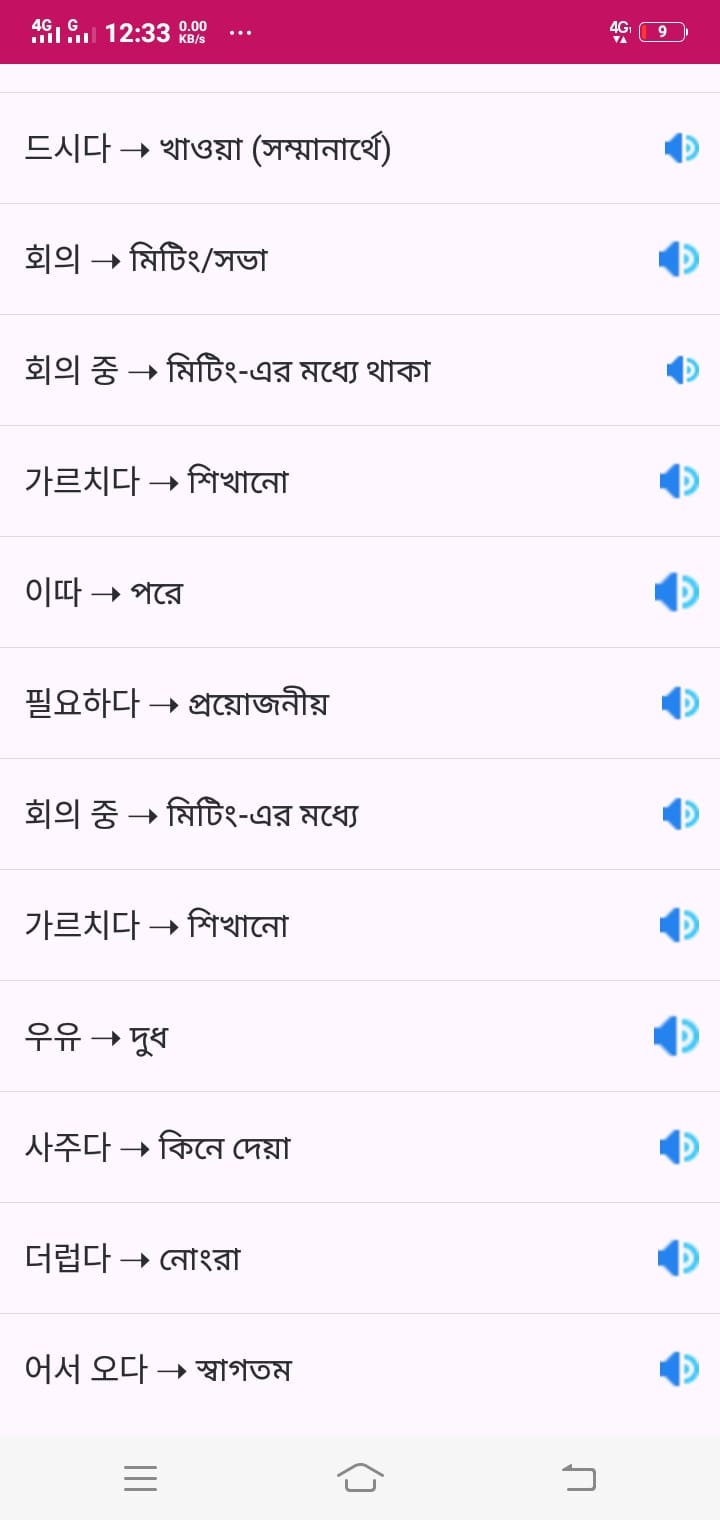 4G G 12:33 0.00 KB/s ... 4G 9
드시다 → খাওয়া (সম্মানার্থে)
회의 → মিটিং/সভা
회의 중 → মিটিং-এর মধ্যে থাকা
가르치다 → শিখানো
이따 → পরে
필요하다 → প্রয়োজনীয়
회의 중 → মিটিং-এর মধ্যে
가르치다 → শিখানো
우유 → দুধ
사주다 → কিনে দেয়া
더럽다 → নোংরা
어서 오다 → স্বাগতম